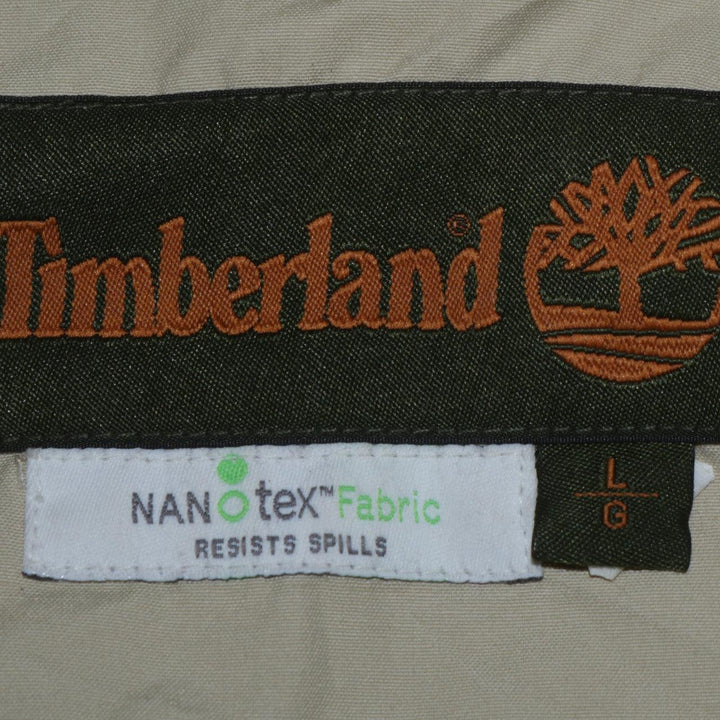 Timberland®
NANOtex™ Fabric
RESISTS SPILLS
L
G